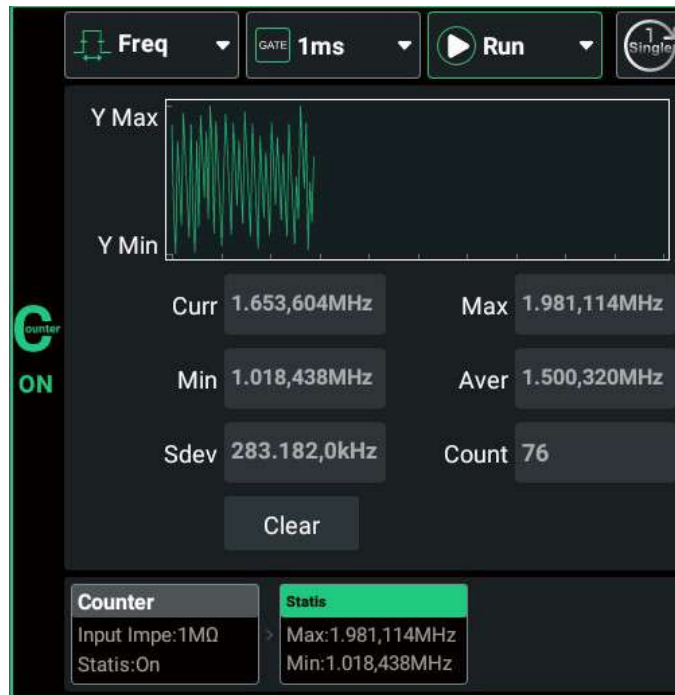 Freq
GATE 1ms
Run
1
Single
Y Max
Y Min
Curr 1.653,604MHz Max 1.981,114MHz
Min 1.018,438MHz Aver 1.500,320MHz
Sdev 283.182,0kHz Count 76
Clear
Counter
ON
Counter
Input Impe:1MΩ
Statis:On
Statis
Max:1.981,114MHz
Min:1.018,438MHz